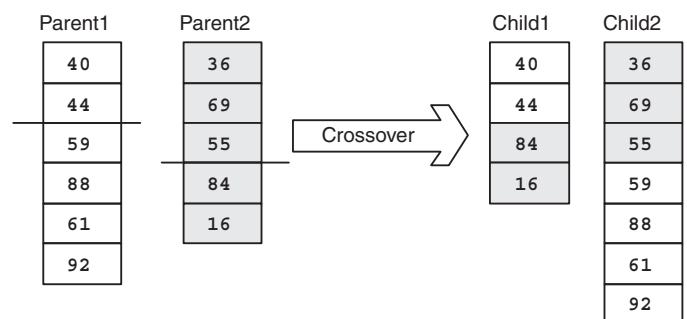 Parent1 Parent2 Child1 Child2
40 36 40 36
44 69 44 69
59 55 Crossover 84 55
88 84 16 59
61 16 88
92 61
92